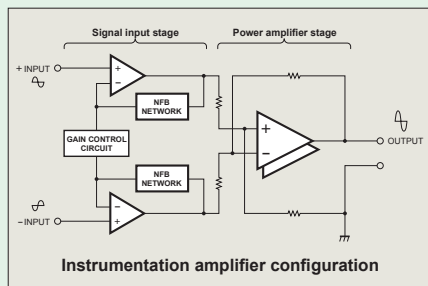 Signal input stage
Power amplifier stage
+ INPUT
+
−
NFB
NETWORK
GAIN CONTROL
CIRCUIT
+
−
OUTPUT
NFB
NETWORK
−
+
− INPUT
Instrumentation amplifier configuration